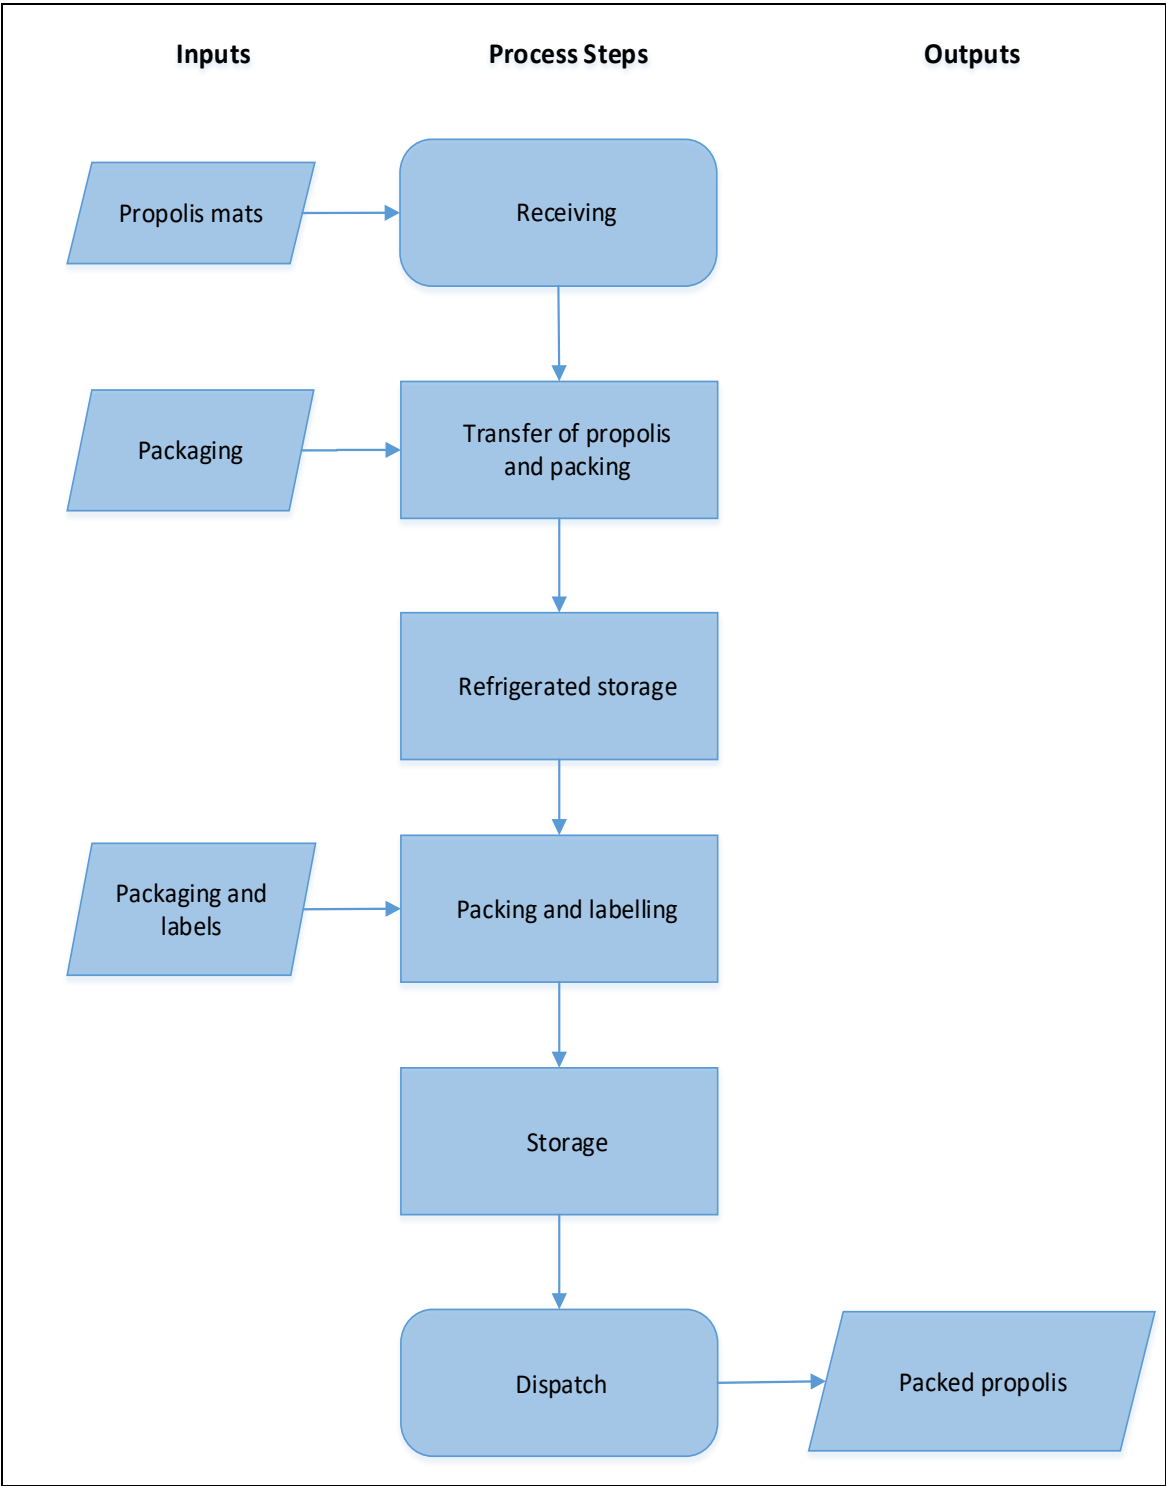 Inputs
Process Steps
Outputs
Propolis mats
Receiving
Packaging
Transfer of propolis
and packing
Refrigerated storage
Packaging and
labels
Packing and labelling
Storage
Dispatch
Packed propolis